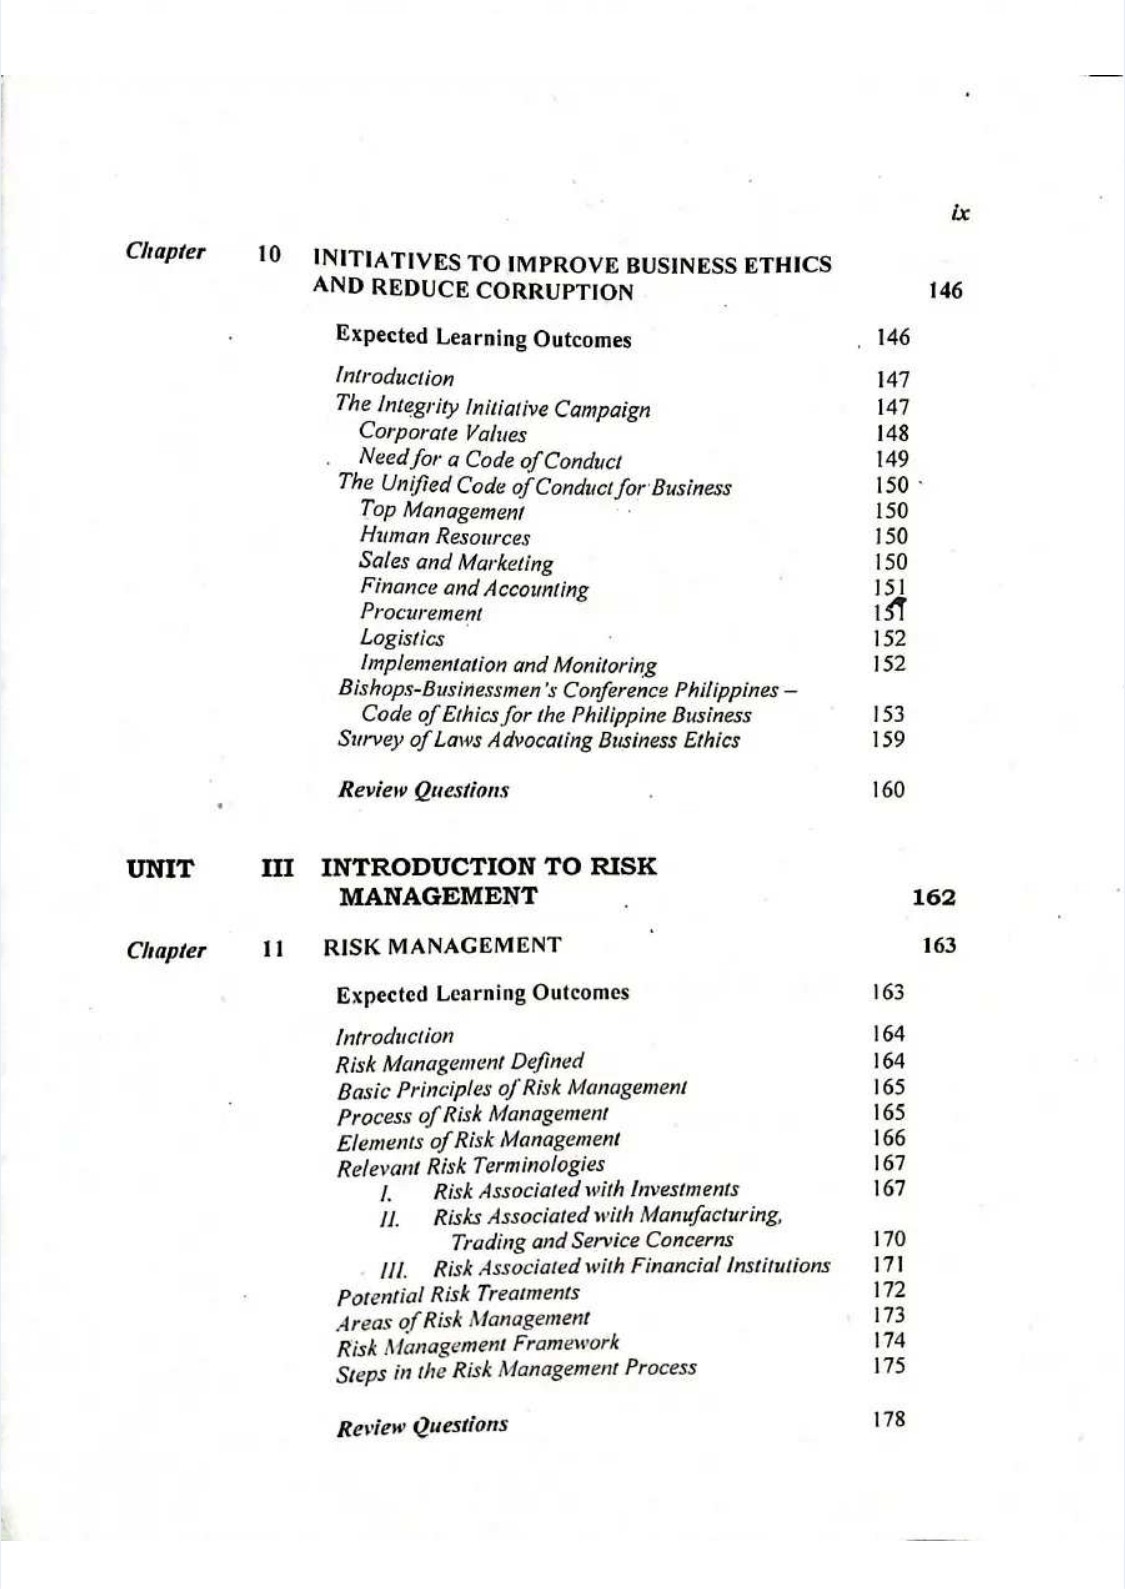 ix
Chapter 10 INITIATIVES TO IMPROVE BUSINESS ETHICS
AND REDUCE CORRUPTION 146
Expected Learning Outcomes 146
Introduction 147
The Integrity Initiative Campaign 147
Corporate Values 148
Need for a Code of Conduct 149
The Unified Code of Conduct for Business 150
Top Management 150
Human Resources 150
Sales and Marketing 150
Finance and Accounting 151
Procurement 151
Logistics 152
Implementation and Monitoring 152
Bishops-Businessmen's Conference Philippines –
Code of Ethics for the Philippine Business 153
Survey of Laws Advocating Business Ethics 159
Review Questions 160
UNIT III INTRODUCTION TO RISK
MANAGEMENT 162
Chapter 11 RISK MANAGEMENT 163
Expected Learning Outcomes 163
Introduction 164
Risk Management Defined 164
Basic Principles of Risk Management 165
Process of Risk Management 165
Elements of Risk Management 166
Relevant Risk Terminologies 167
I. Risk Associated with Investments 167
II. Risks Associated with Manufacturing,
Trading and Service Concerns 170
III. Risk Associated with Financial Institutions 171
Potential Risk Treatments 172
Areas of Risk Management 173
Risk Management Framework 174
Steps in the Risk Management Process 175
Review Questions 178